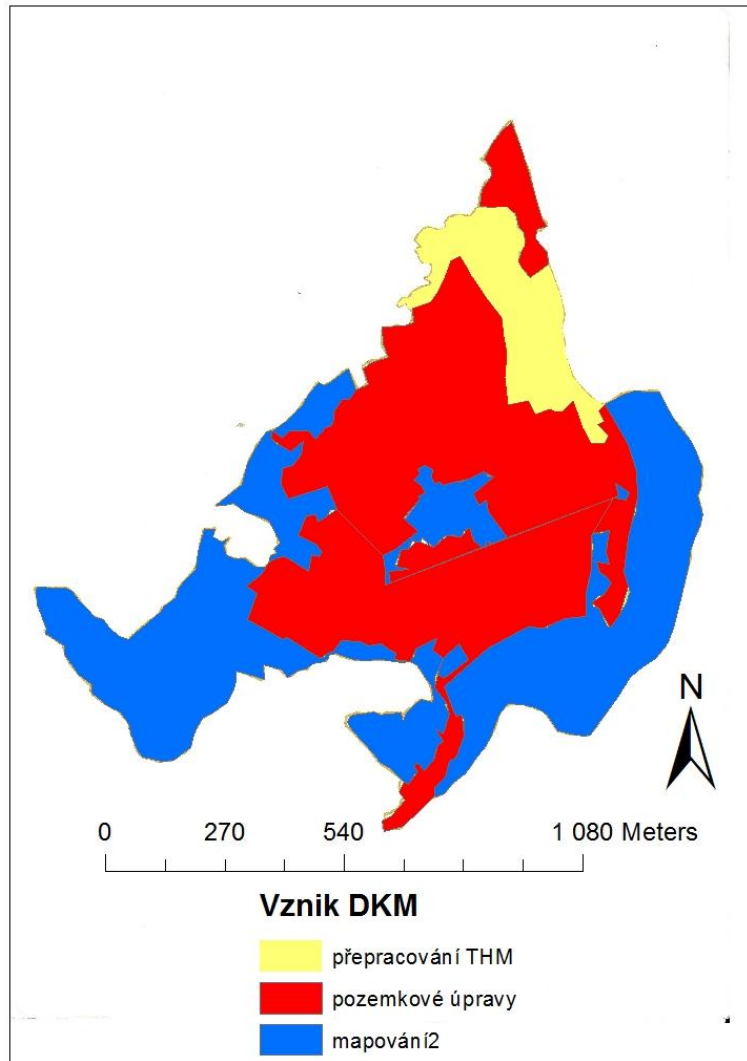 N
0 270 540 1 080 Meters
Vznik DKM
přepracování THM
pozemkové úpravy
mapování2